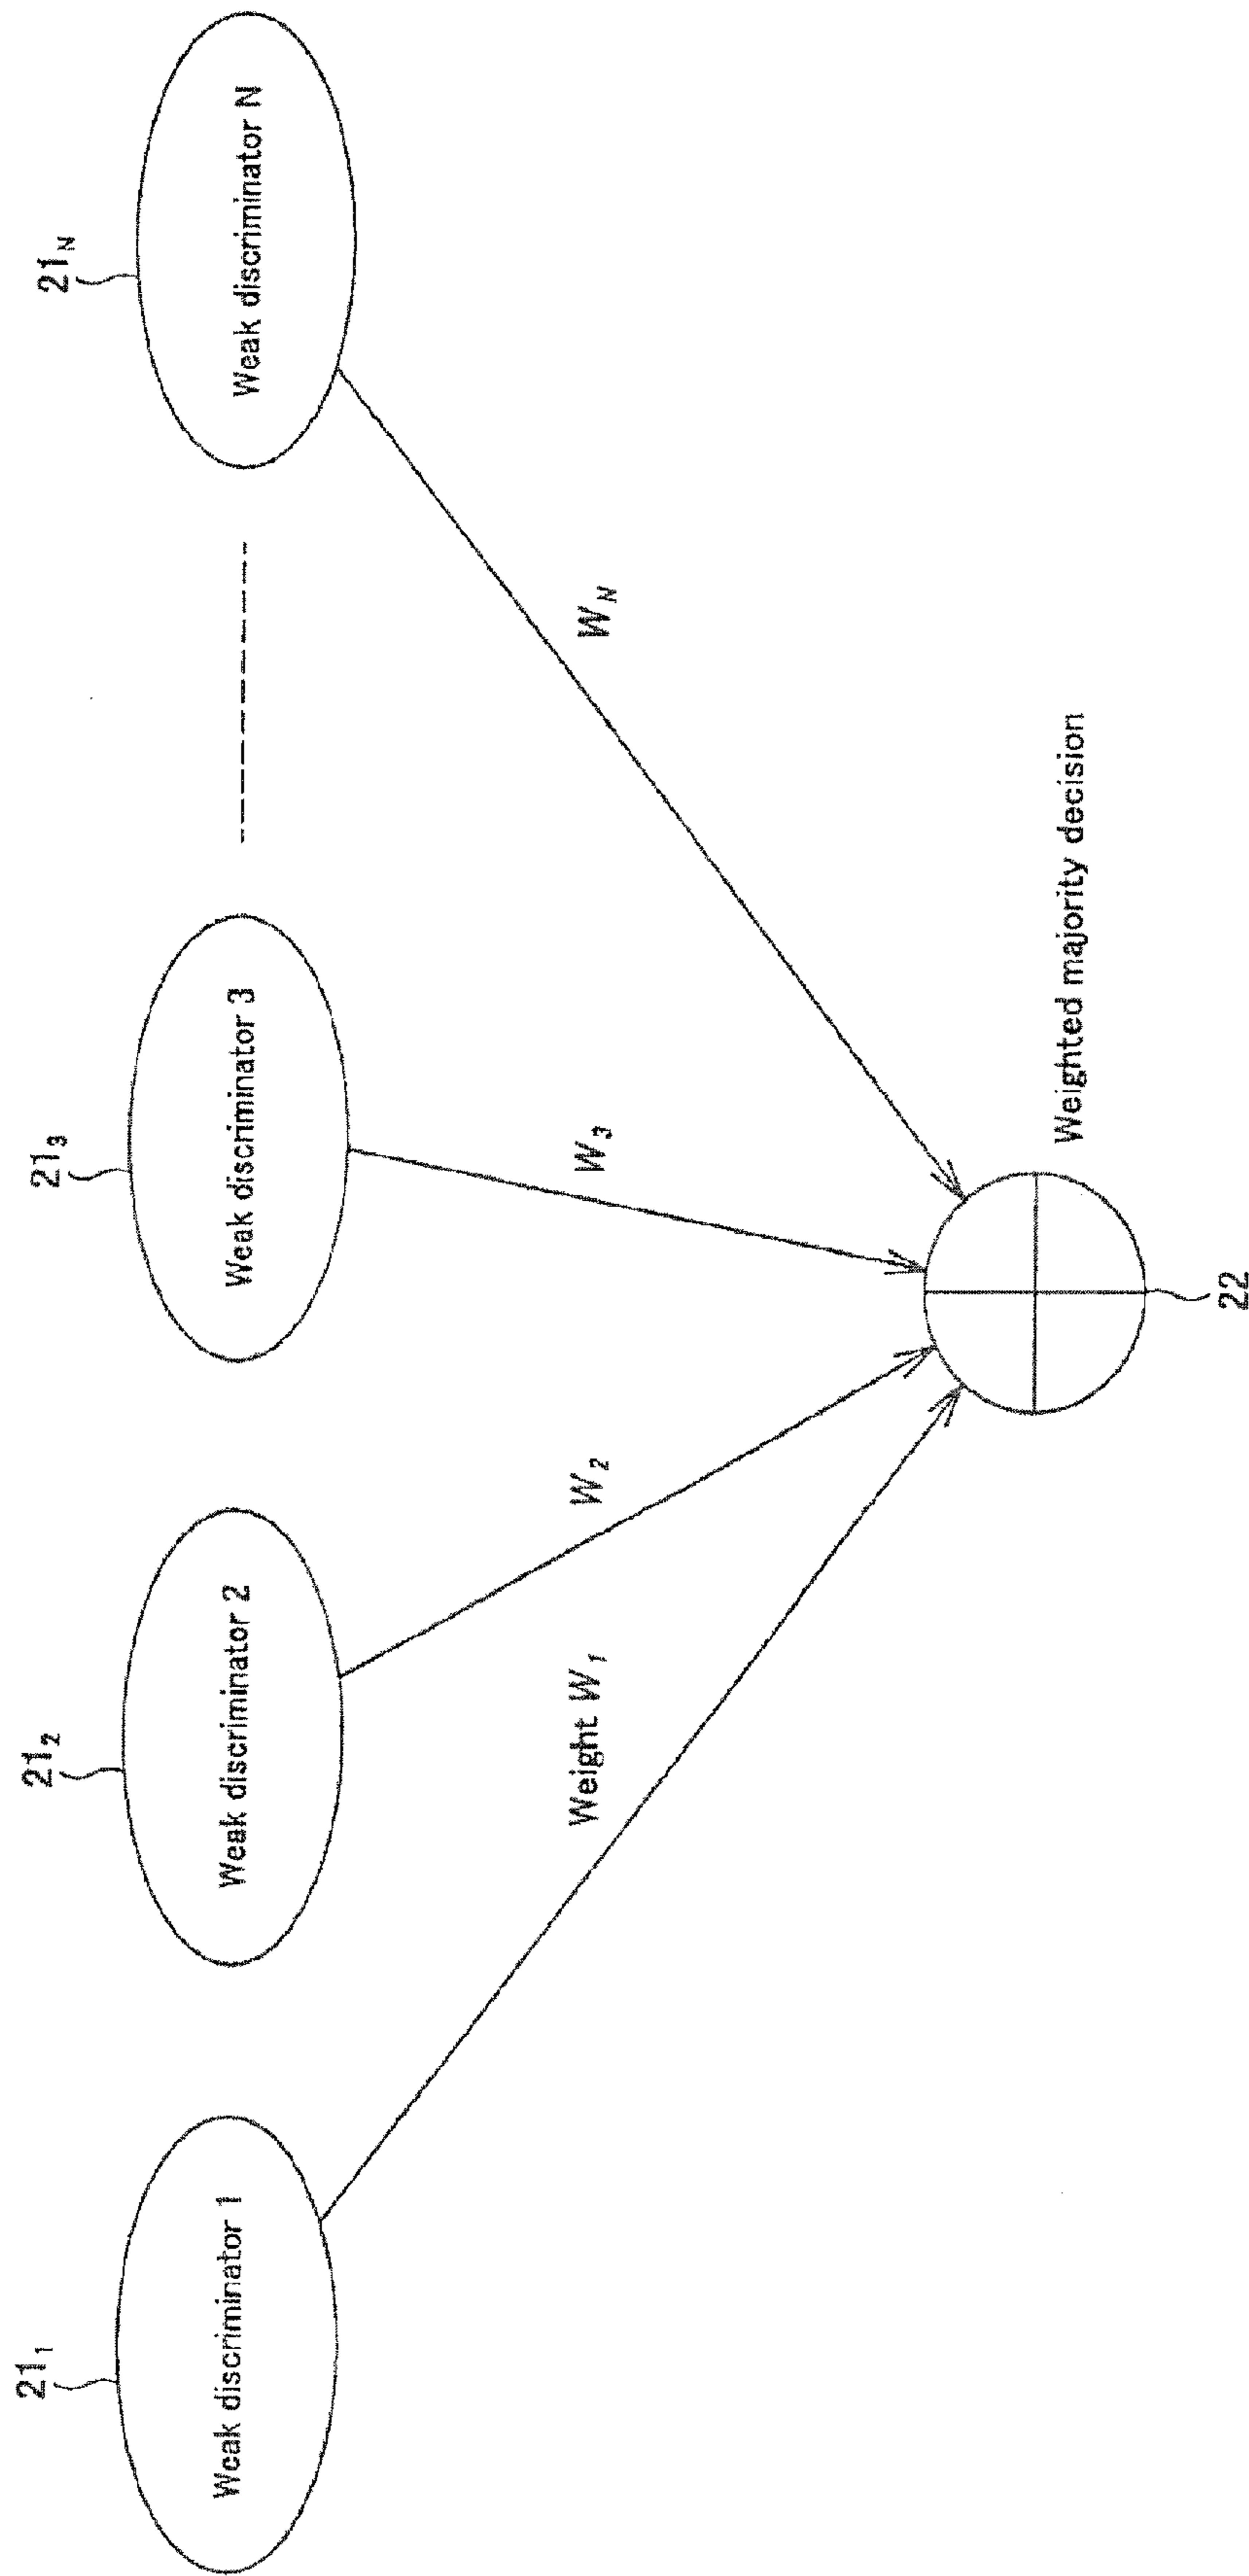 21₁
21₂
21₃
21N
Weak discriminator 1
Weak discriminator 2
Weak discriminator 3
Weak discriminator N
Weight W₁
W₂
W₃
WN
Weighted majority decision
22